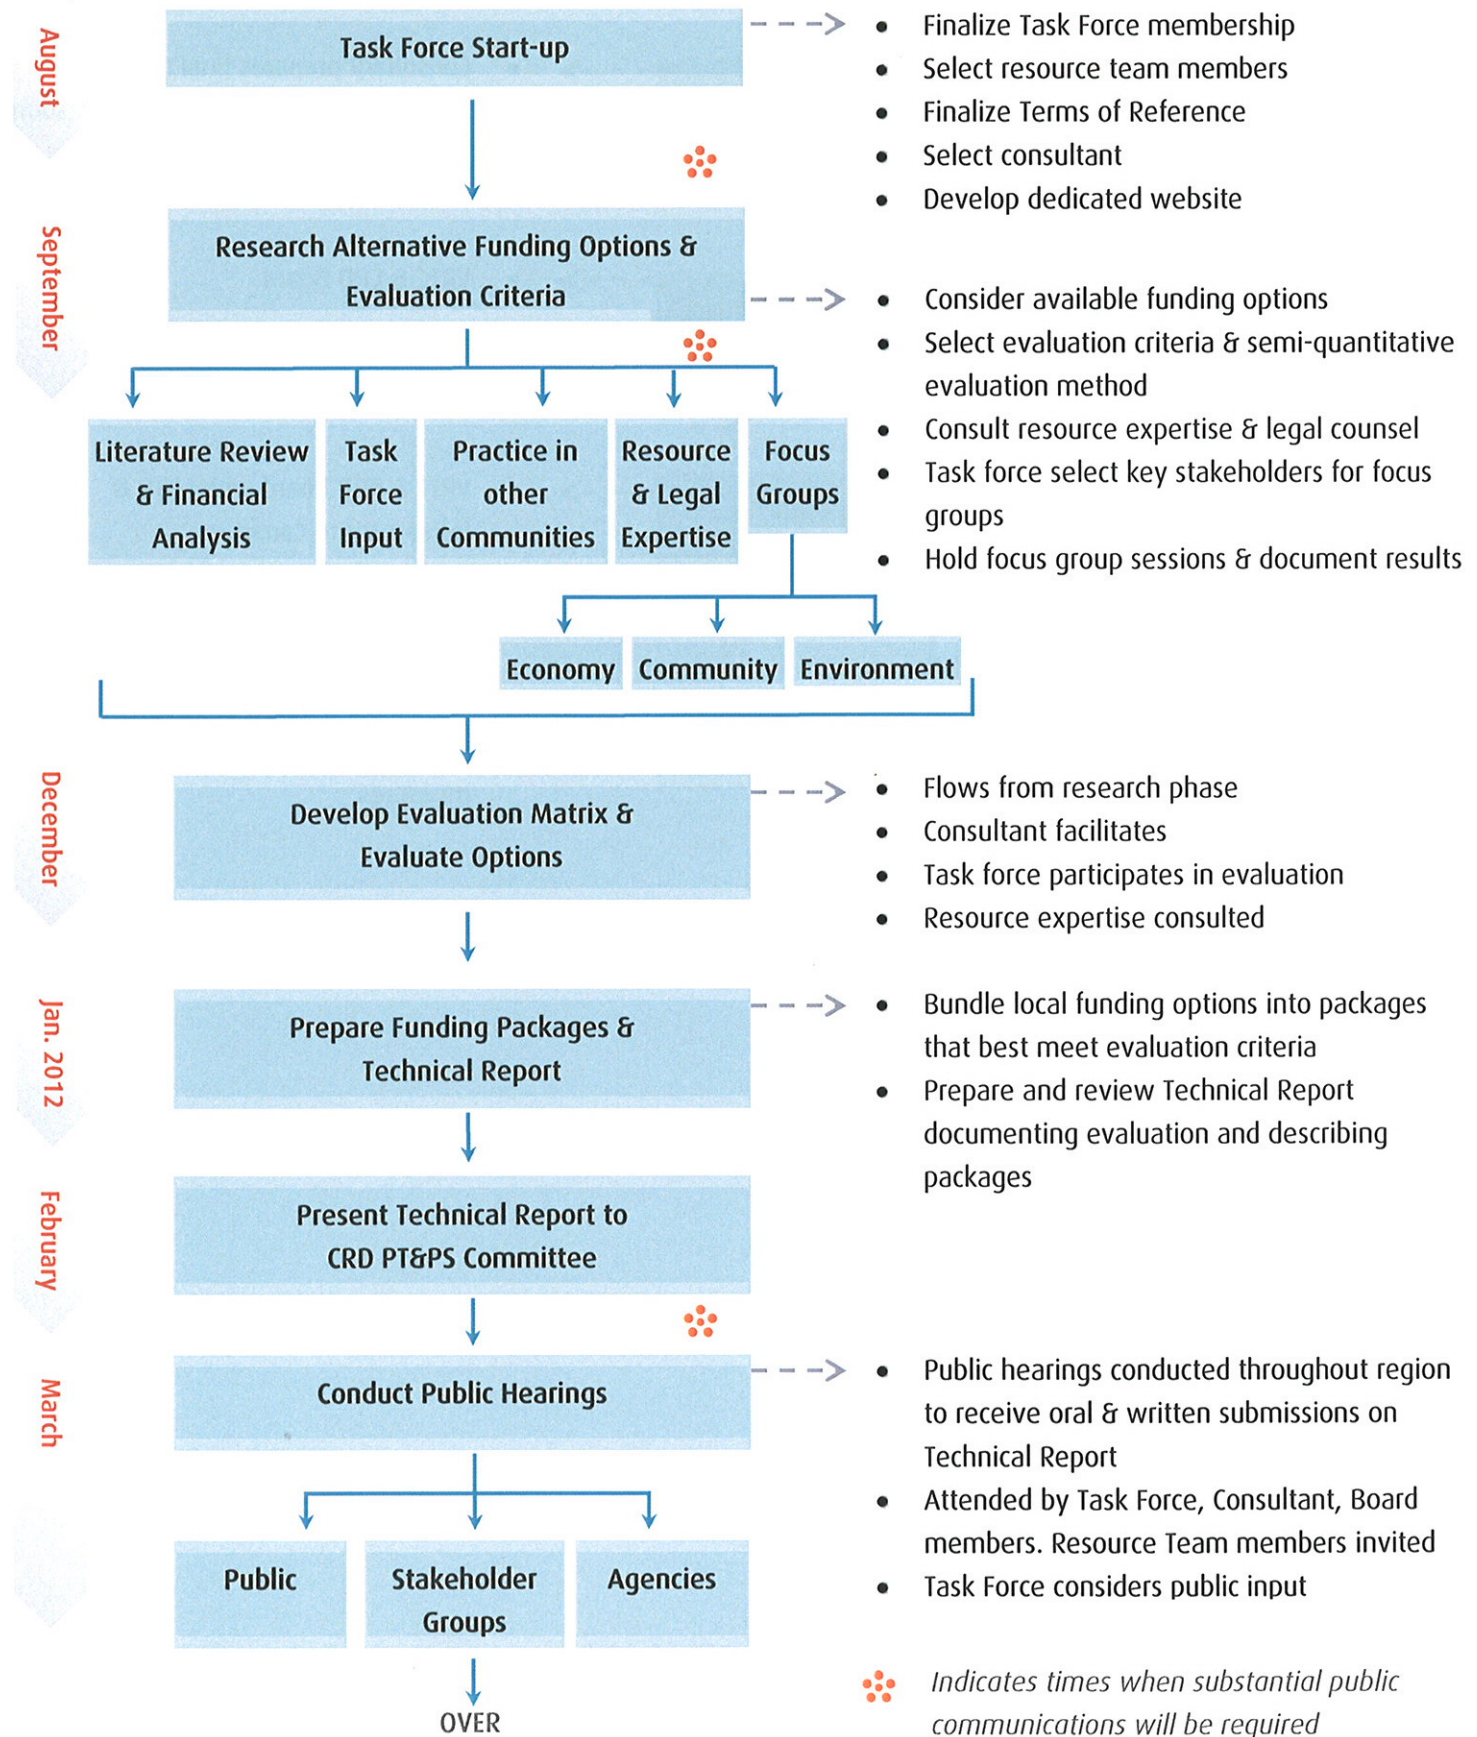 August
Task Force Start-up
Finalize Task Force membership
Select resource team members
Finalize Terms of Reference
Select consultant
Develop dedicated website
September
Research Alternative Funding Options &
Evaluation Criteria
Consider available funding options
Select evaluation criteria & semi-quantitative
evaluation method
Consult resource expertise & legal counsel
Task force select key stakeholders for focus
groups
Hold focus group sessions & document results
Literature Review
& Financial
Analysis
Task
Force
Input
Practice in
other
Communities
Resource
& Legal
Expertise
Focus
Groups
Economy
Community
Environment
December
Develop Evaluation Matrix &
Evaluate Options
Flows from research phase
Consultant facilitates
Task force participates in evaluation
Resource expertise consulted
Jan. 2012
Prepare Funding Packages &
Technical Report
Bundle local funding options into packages
that best meet evaluation criteria
Prepare and review Technical Report
documenting evaluation and describing
packages
February
Present Technical Report to
CRD PT&PS Committee
March
Conduct Public Hearings
Public hearings conducted throughout region
to receive oral & written submissions on
Technical Report
Attended by Task Force, Consultant, Board
members. Resource Team members invited
Task Force considers public input
Public
Stakeholder
Groups
Agencies
OVER
Indicates times when substantial public
communications will be required